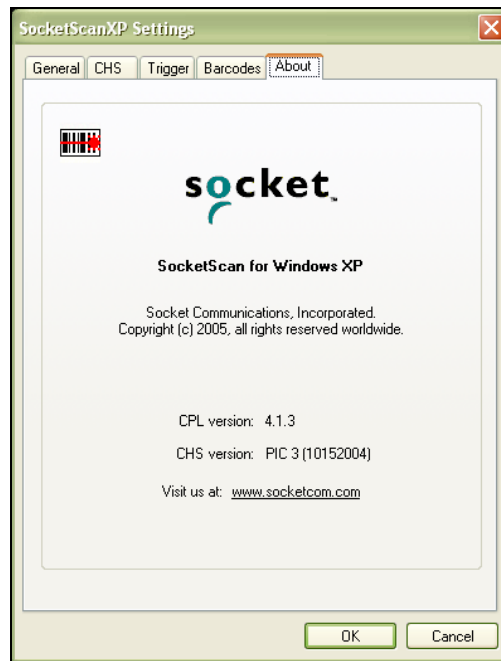 SocketScanXP Settings
General CHS Trigger Barcodes About
socket™
SocketScan for Windows XP
Socket Communications, Incorporated.
Copyright (c) 2005, all rights reserved worldwide.
CPL version: 4.1.3
CHS version: PIC 3 (10152004)
Visit us at: www.socketcom.com
OK Cancel